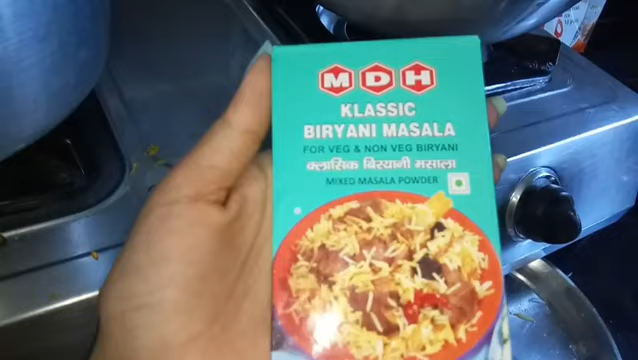 MDH
KLASSIC
BIRYANI MASALA
FOR VEG & NON VEG BIRYANI
क्लासिक बिरयानी मसाला
MIXED MASALA POWDER